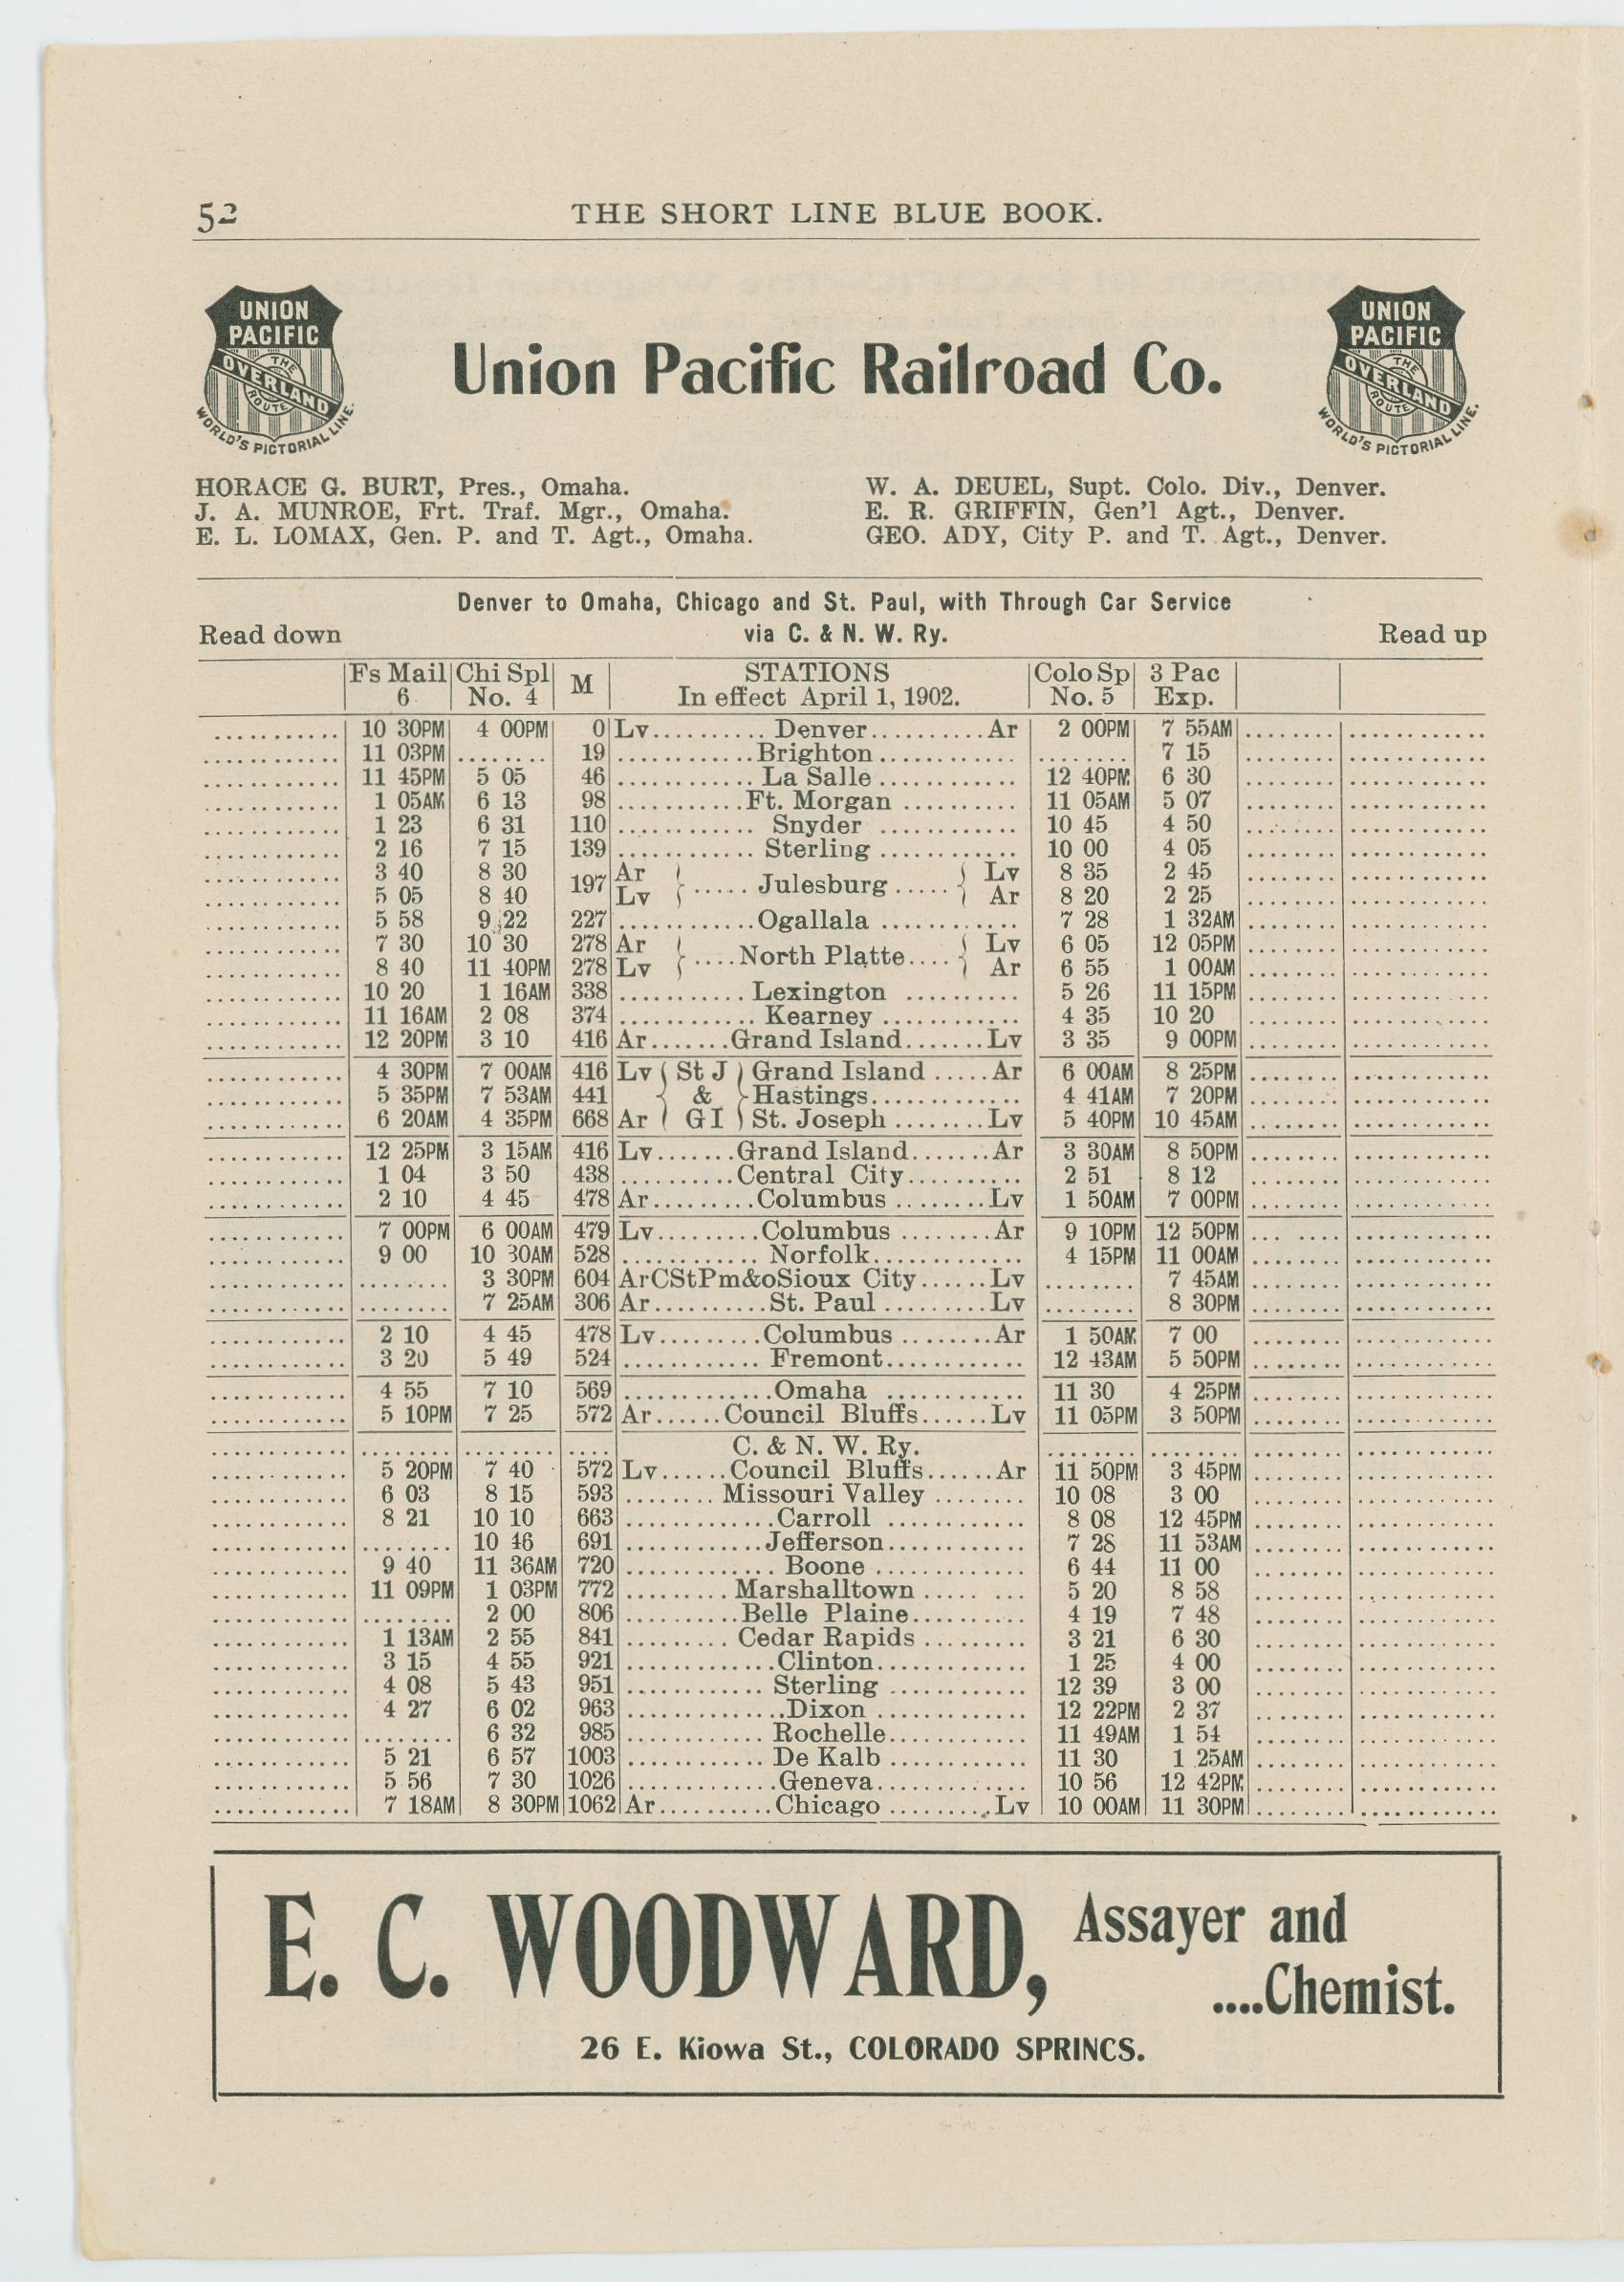 52 THE SHORT LINE BLUE BOOK.
UNION PACIFIC THE OVERLAND ROUTE WORLD'S PICTORIAL LINE.
Union Pacific Railroad Co.
UNION PACIFIC THE OVERLAND ROUTE WORLD'S PICTORIAL LINE.
HORACE G. BURT, Pres., Omaha. W. A. DEUEL, Supt. Colo. Div., Denver.
J. A. MUNROE, Frt. Traf. Mgr., Omaha. E. R. GRIFFIN, Gen'l Agt., Denver.
E. L. LOMAX, Gen. P. and T. Agt., Omaha. GEO. ADY, City P. and T. Agt., Denver.
Denver to Omaha, Chicago and St. Paul, with Through Car Service
Read down via C. & N. W. Ry. Read up
Fs Mail Chi Spl M STATIONS Colo Sp 3 Pac
6 No. 4 In effect April 1, 1902. No. 5 Exp.
10 30PM 4 00PM 0 Lv.......... Denver..........Ar 2 00PM 7 55AM
11 03PM ........ 19 ............Brighton ............ ........ 7 15
11 45PM 5 05 46 ............La Salle ............ 12 40PM 6 30
1 05AM 6 13 98 ...........Ft. Morgan .......... 11 05AM 5 07
1 23 6 31 110 ............ Snyder ............ 10 45 4 50
2 16 7 15 139 ............ Sterling ............ 10 00 4 05
3 40 8 30 197 Ar ..... Julesburg ..... Lv 8 35 2 45
5 05 8 40 Lv Ar 8 20 2 25
5 58 9 22 227 ............Ogallala ............ 7 28 1 32AM
7 30 10 30 278 Ar ....North Platte.... Lv 6 05 12 05PM
8 40 11 40PM 278 Lv Ar 6 55 1 00AM
10 20 1 16AM 338 ........... Lexington .......... 5 26 11 15PM
11 16AM 2 08 374 ............ Kearney ............ 4 35 10 20
12 20PM 3 10 416 Ar.......Grand Island.......Lv 3 35 9 00PM
4 30PM 7 00AM 416 Lv St J Grand Island .....Ar 6 00AM 8 25PM
5 35PM 7 53AM 441 & Hastings............. 4 41AM 7 20PM
6 20AM 4 35PM 668 Ar G I St. Joseph ........Lv 5 40PM 10 45AM
12 25PM 3 15AM 416 Lv.......Grand Island.......Ar 3 30AM 8 50PM
1 04 3 50 438 ..........Central City.......... 2 51 8 12
2 10 4 45 478 Ar.........Columbus ........Lv 1 50AM 7 00PM
7 00PM 6 00AM 479 Lv.........Columbus ........Ar 9 10PM 12 50PM
9 00 10 30AM 528 ............ Norfolk............. 4 15PM 11 00AM
........ 3 30PM 604 ArCStPm&oSioux City......Lv ........ 7 45AM
........ 7 25AM 306 Ar..........St. Paul .........Lv ........ 8 30PM
2 10 4 45 478 Lv.........Columbus ........Ar 1 50AM 7 00
3 20 5 49 524 ............ Fremont............ 12 43AM 5 50PM
4 55 7 10 569 .............Omaha ............ 11 30 4 25PM
5 10PM 7 25 572 Ar......Council Bluffs......Lv 11 05PM 3 50PM
........ ........ .... C. & N. W. Ry. ........ ........
5 20PM 7 40 572 Lv......Council Bluffs......Ar 11 50PM 3 45PM
6 03 8 15 593 ........ Missouri Valley ........ 10 08 3 00
8 21 10 10 663 .............Carroll ............ 8 08 12 45PM
........ 10 46 691 ............Jefferson............ 7 28 11 53AM
9 40 11 36AM 720 ............. Boone ............. 6 44 11 00
11 09PM 1 03PM 772 ......... Marshalltown ..... ... 5 20 8 58
........ 2 00 806 ..........Belle Plaine.......... 4 19 7 48
1 13AM 2 55 841 ......... Cedar Rapids ......... 3 21 6 30
3 15 4 55 921 .............Clinton............. 1 25 4 00
4 08 5 43 951 ............ Sterling ............ 12 39 3 00
4 27 6 02 963 ..............Dixon ............ 12 22PM 2 37
........ 6 32 985 ............ Rochelle............ 11 49AM 1 54
5 21 6 57 1003 ............ De Kalb ............ 11 30 1 25AM
5 56 7 30 1026 .............Geneva............. 10 56 12 42PM
7 18AM 8 30PM 1062 Ar..........Chicago .........Lv 10 00AM 11 30PM
E. C. WOODWARD, Assayer and
....Chemist.
26 E. Kiowa St., COLORADO SPRINGS.